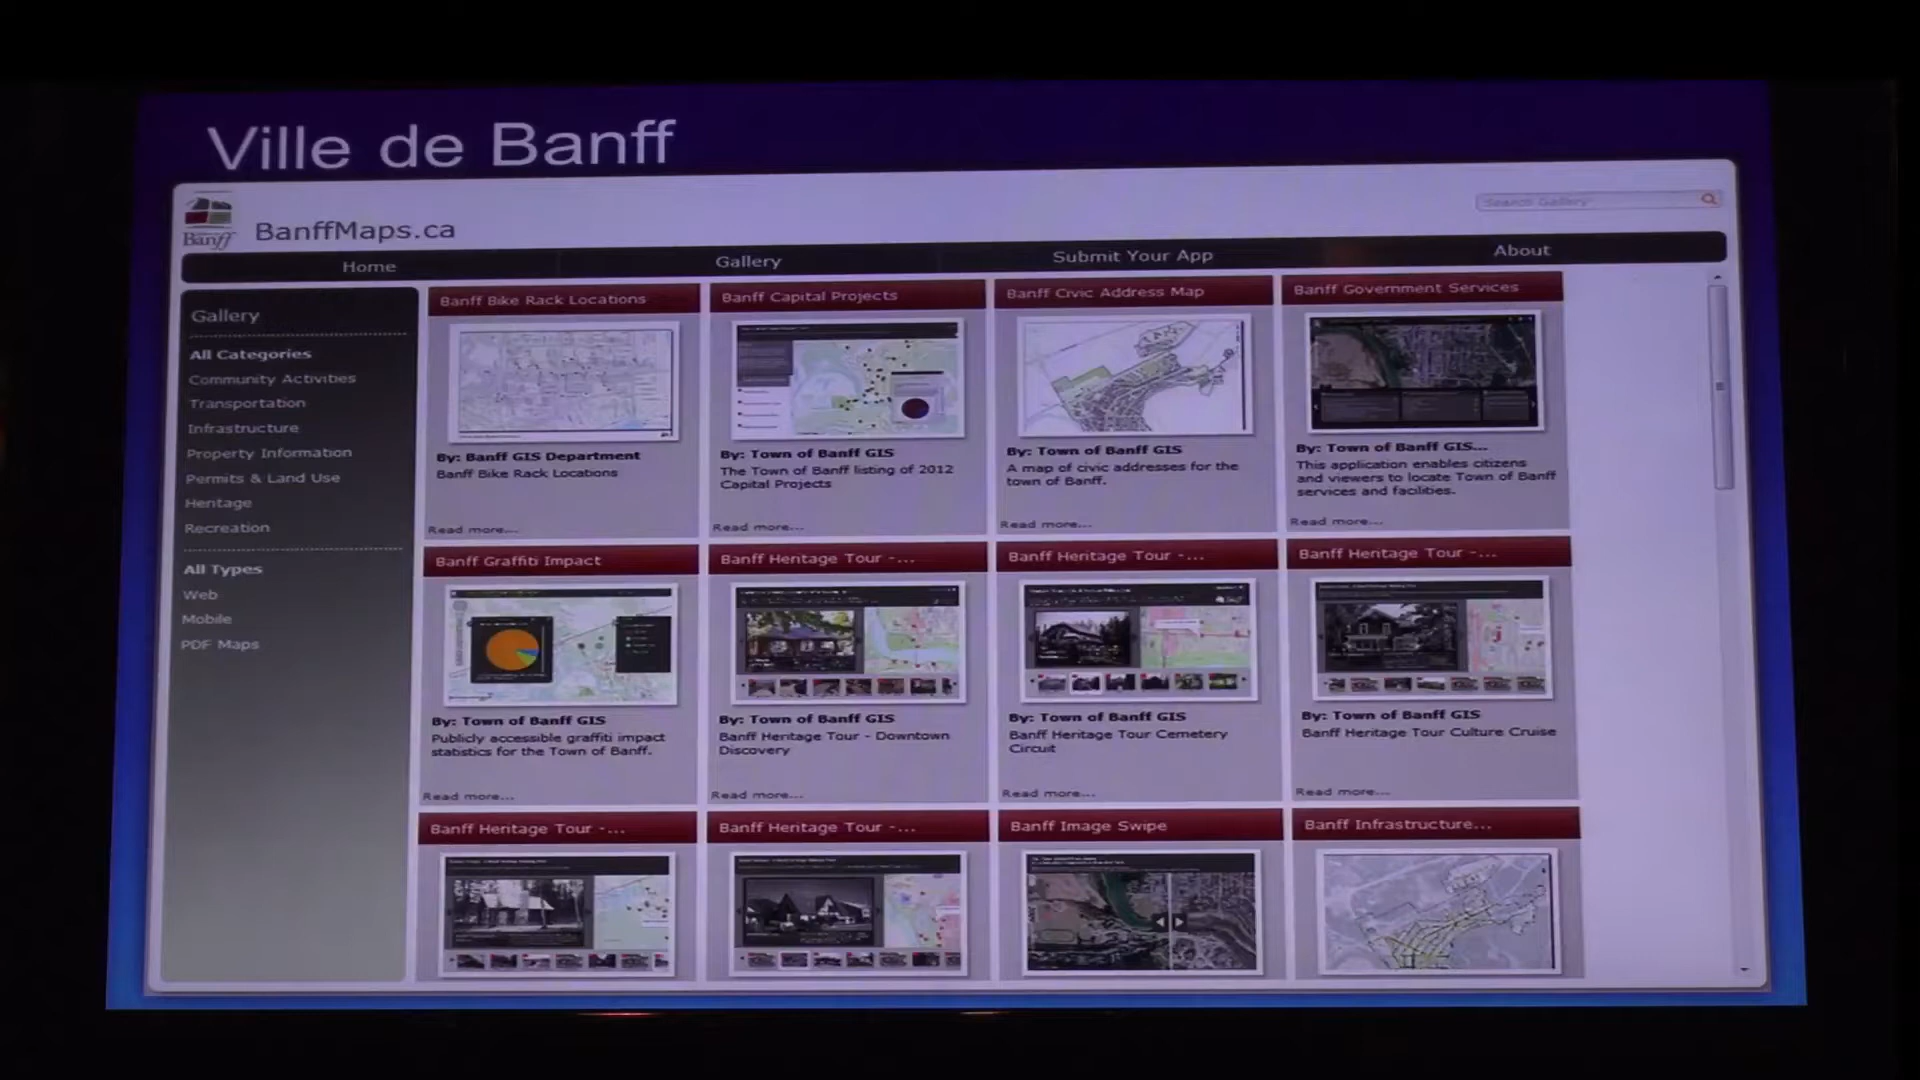 Ville de Banff
Banff
BanffMaps.ca
Search Gallery
Home
Gallery
Submit Your App
About
Gallery
All Categories
Community Activities
Transportation
Infrastructure
Property Information
Permits & Land Use
Heritage
Recreation
All Types
Web
Mobile
PDF Maps
Banff Bike Rack Locations
By: Banff GIS Department
Banff Bike Rack Locations
Read more...
Banff Capital Projects
By: Town of Banff GIS
The Town of Banff listing of 2012
Capital Projects
Read more...
Banff Civic Address Map
By: Town of Banff GIS
A map of civic addresses for the
town of Banff.
Read more...
Banff Government Services
By: Town of Banff GIS...
This application enables citizens
and viewers to locate Town of Banff
services and facilities.
Read more...
Banff Graffiti Impact
By: Town of Banff GIS
Publicly accessible graffiti impact
statistics for the Town of Banff.
Read more...
Banff Heritage Tour -...
By: Town of Banff GIS
Banff Heritage Tour - Downtown
Discovery
Read more...
Banff Heritage Tour -...
By: Town of Banff GIS
Banff Heritage Tour Cemetery
Circuit
Read more...
Banff Heritage Tour -...
By: Town of Banff GIS
Banff Heritage Tour Culture Cruise
Read more...
Banff Heritage Tour -...
Banff Heritage Tour -...
Banff Image Swipe
Banff Infrastructure...